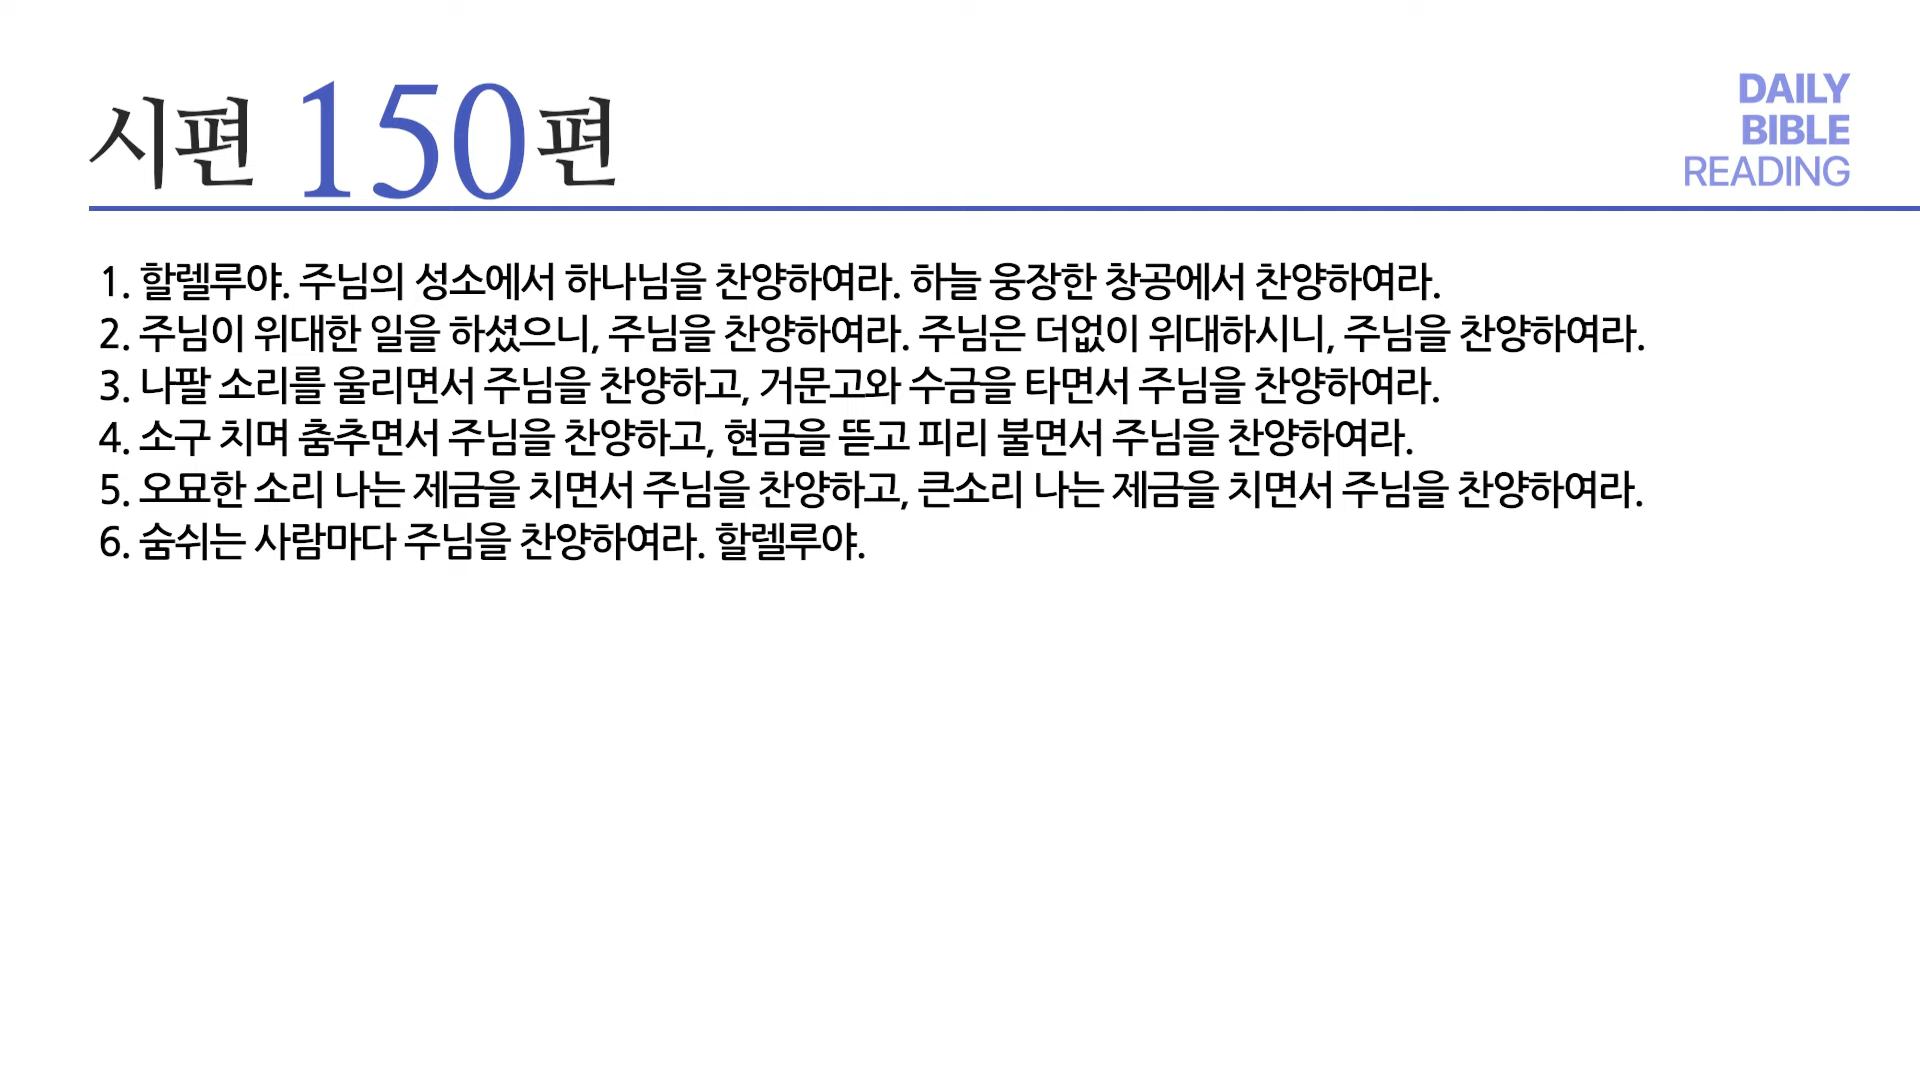 시편 150편
DAILY
BIBLE
READING
1. 할렐루야. 주님의 성소에서 하나님을 찬양하여라. 하늘 웅장한 창공에서 찬양하여라.
2. 주님이 위대한 일을 하셨으니, 주님을 찬양하여라. 주님은 더없이 위대하시니, 주님을 찬양하여라.
3. 나팔 소리를 울리면서 주님을 찬양하고, 거문고와 수금을 타면서 주님을 찬양하여라.
4. 소구 치며 춤추면서 주님을 찬양하고, 현금을 뜯고 피리 불면서 주님을 찬양하여라.
5. 오묘한 소리 나는 제금을 치면서 주님을 찬양하고, 큰소리 나는 제금을 치면서 주님을 찬양하여라.
6. 숨쉬는 사람마다 주님을 찬양하여라. 할렐루야.